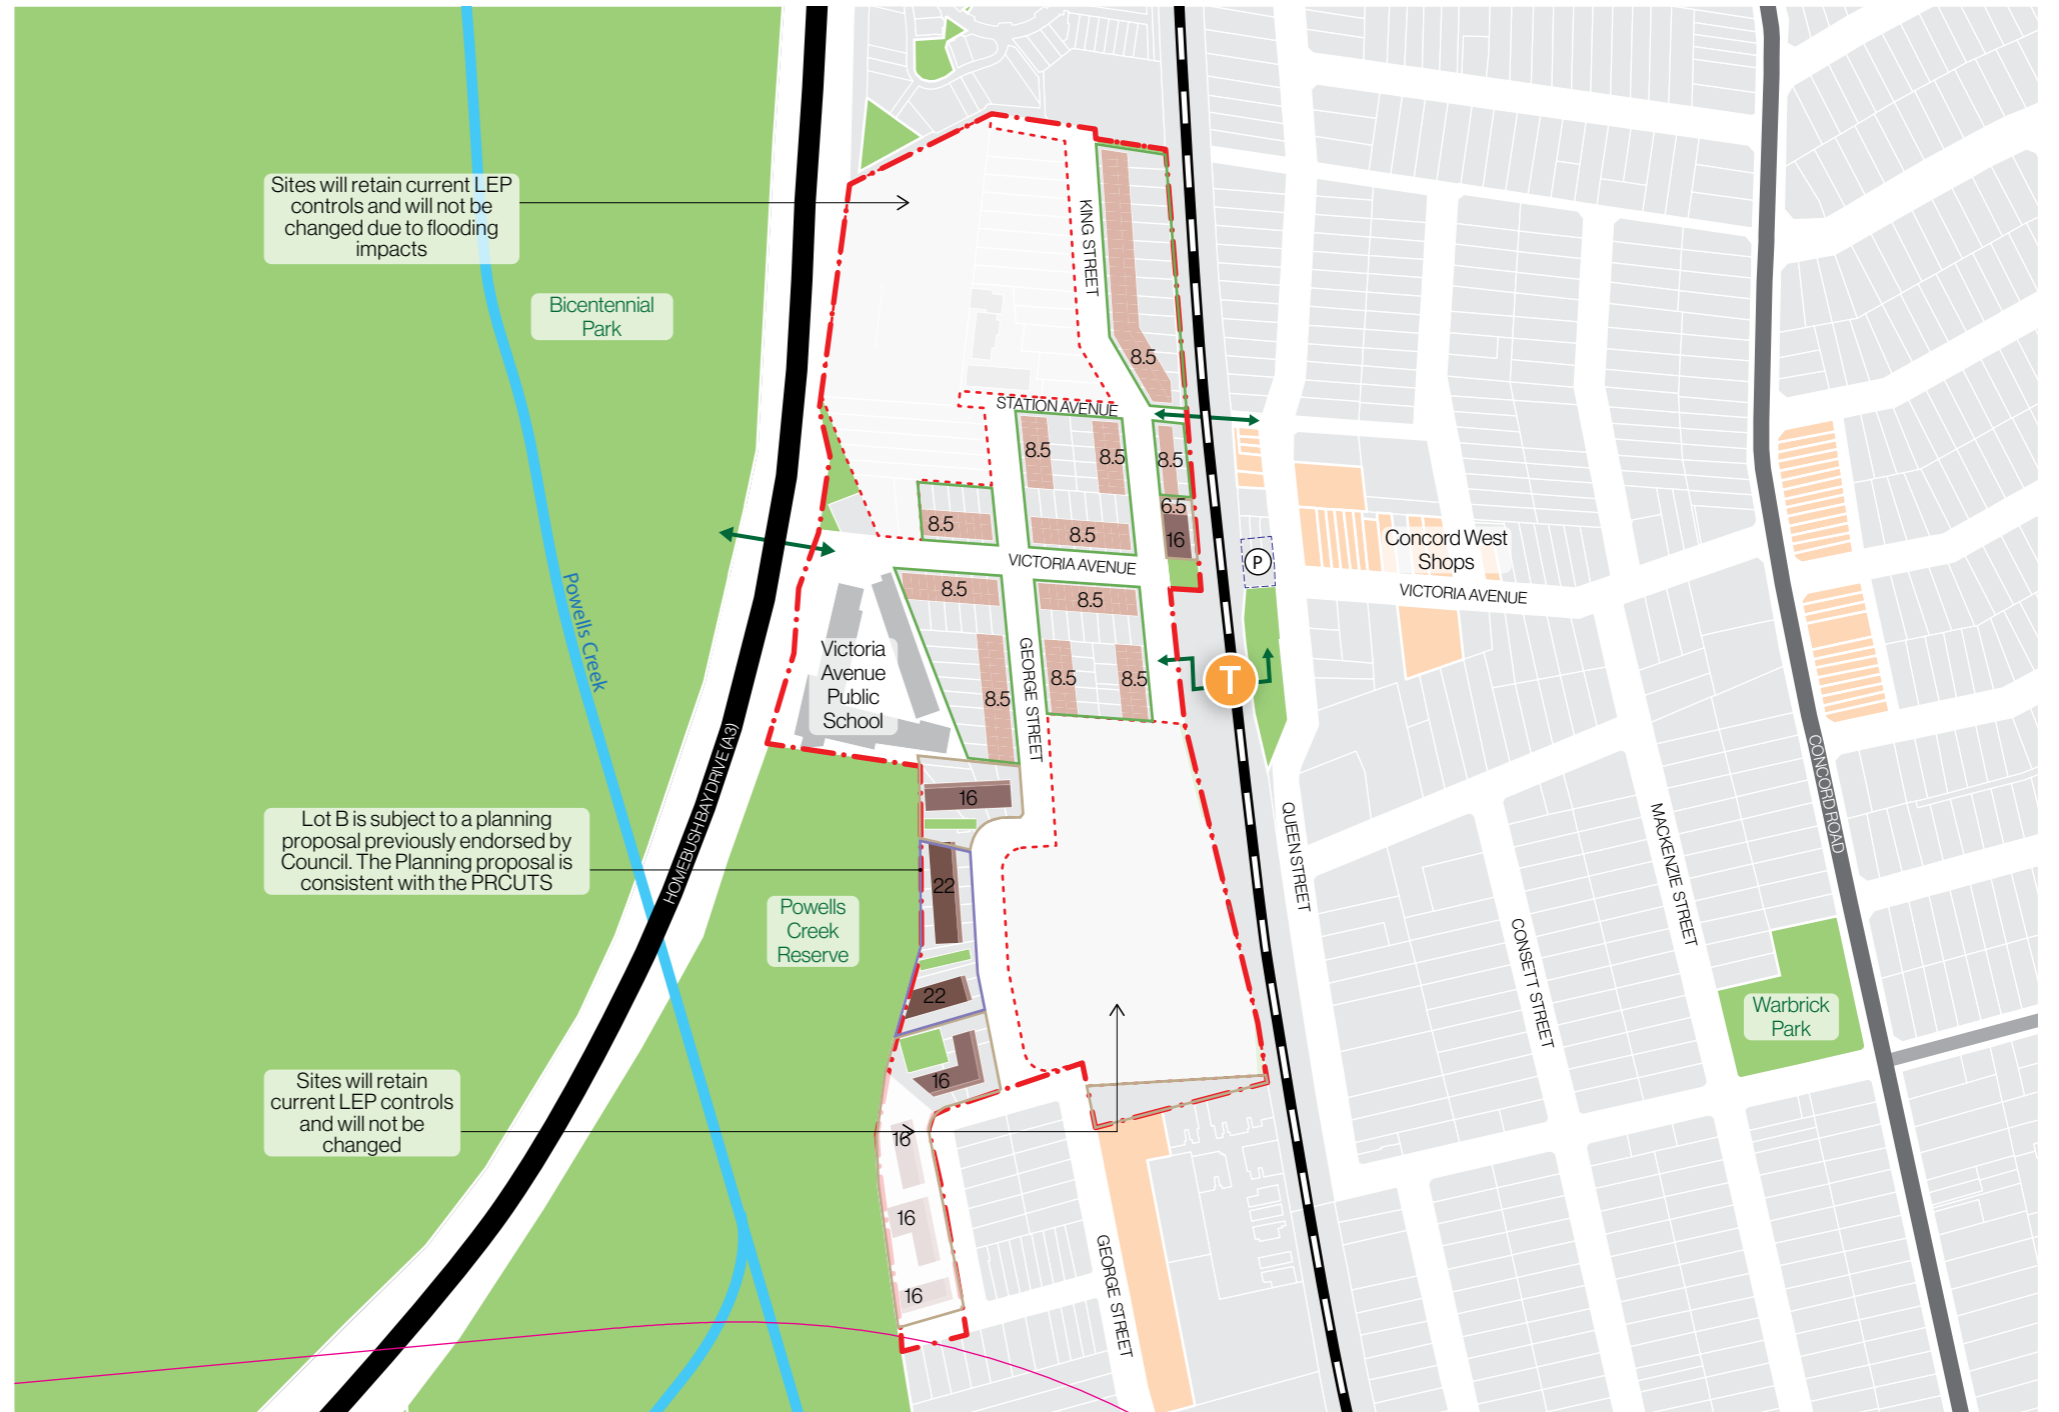 Sites will retain current LEP
controls and will not be
changed due to flooding
impacts
Bicentennial
Park
KING STREET
8.5
STATION AVENUE
8.5
8.5
8.5
6.5
16
8.5
8.5
VICTORIA AVENUE
P
Concord West
Shops
VICTORIA AVENUE
Powells Creek
8.5
8.5
Victoria
Avenue
Public
School
8.5
GEORGE STREET
8.5
8.5
T
HOMEBUSH BAY DRIVE (A3)
16
Lot B is subject to a planning
proposal previously endorsed by
Council. The Planning proposal is
consistent with the PRCUTS
22
Powells
Creek
Reserve
22
QUEEN STREET
MACKENZIE STREET
CONCORD ROAD
CONSETT STREET
Warbrick
Park
Sites will retain
current LEP controls
and will not be
changed
16
16
16
16
GEORGE STREET